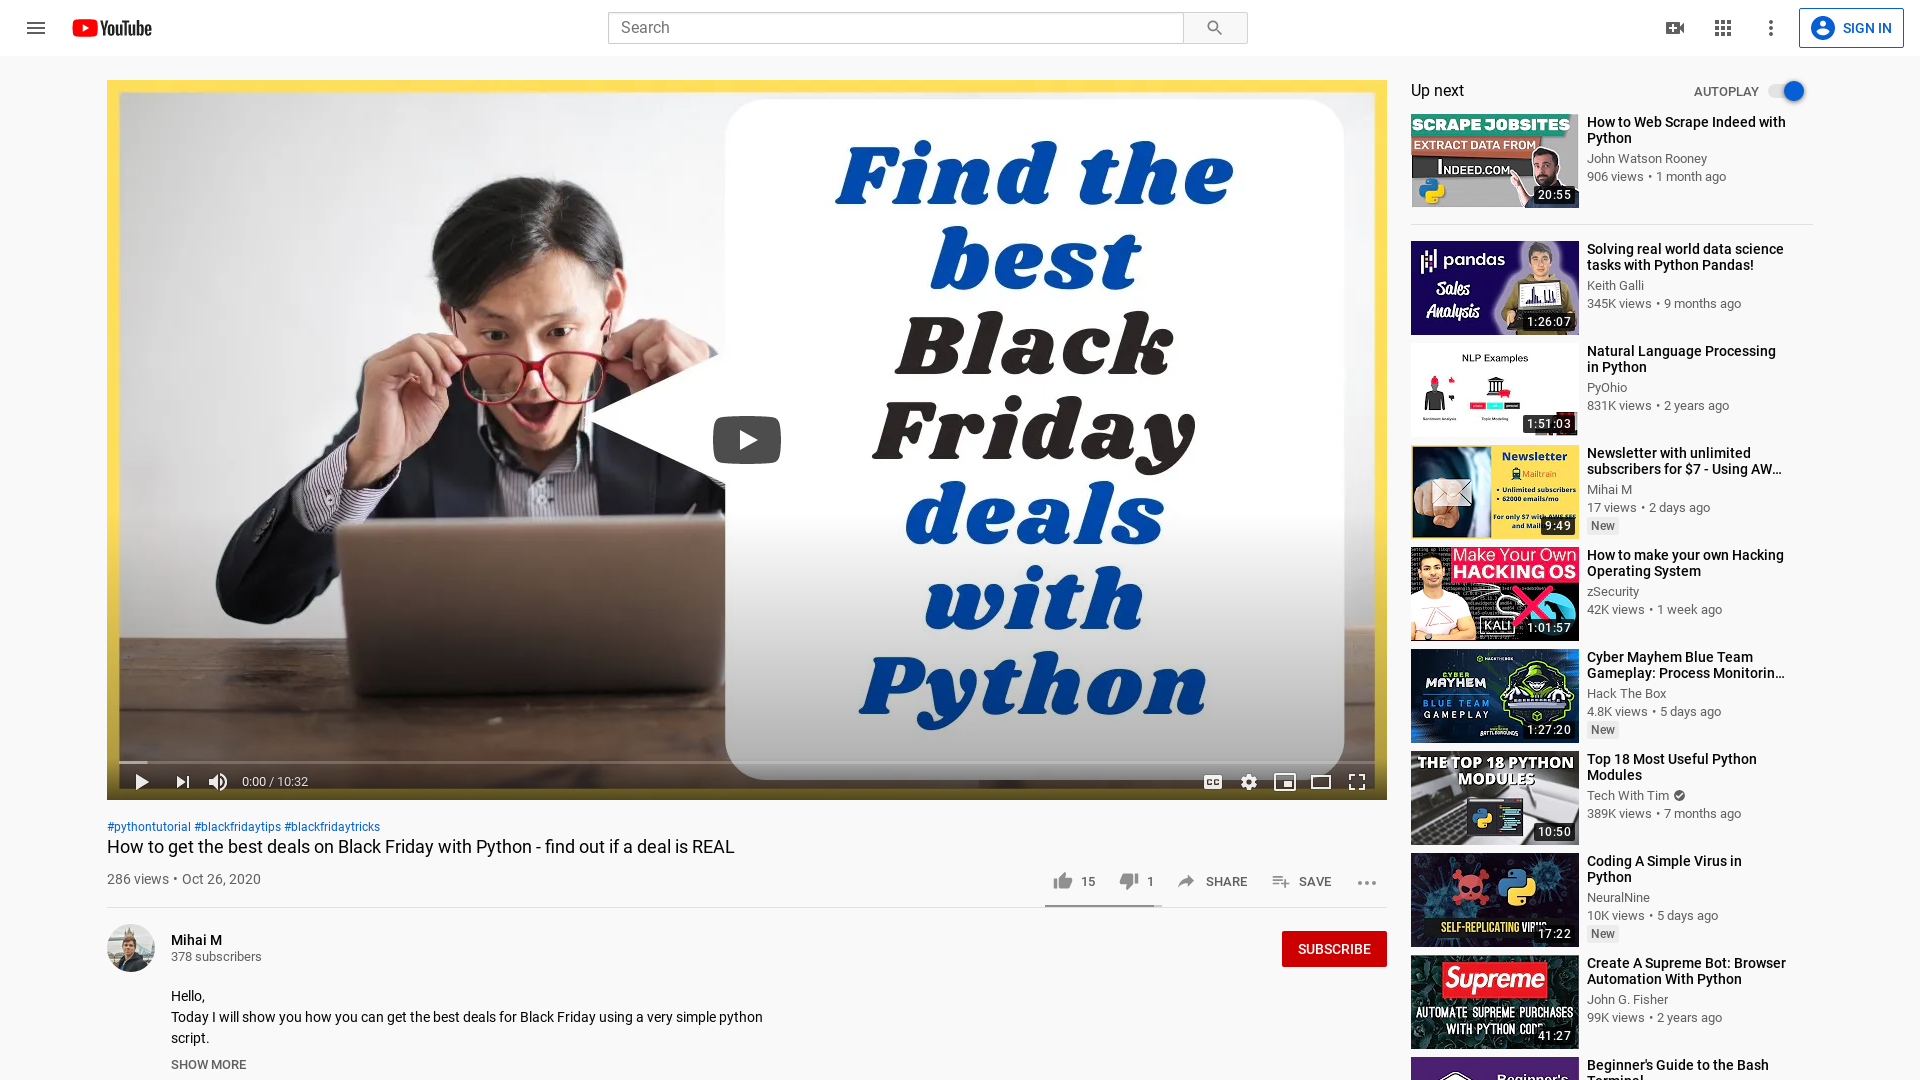 YouTube
Search
SIGN IN
Find the
best
Black
Friday
deals
with
Python
0:00 / 10:32
CC
#pythontutorial #blackfridaytips #blackfridaytricks
How to get the best deals on Black Friday with Python - find out if a deal is REAL
286 views • Oct 26, 2020
15
1
SHARE
SAVE
Mihai M
378 subscribers
SUBSCRIBE
Hello,
Today I will show you how you can get the best deals for Black Friday using a very simple python
script.
SHOW MORE
Up next
AUTOPLAY
SCRAPE JOBSITES
EXTRACT DATA FROM
INDEED.COM
20:55
How to Web Scrape Indeed with
Python
John Watson Rooney
906 views • 1 month ago
pandas
Sales
Analysis
1:26:07
Solving real world data science
tasks with Python Pandas!
Keith Galli
345K views • 9 months ago
NLP Examples
Sentiment Analysis
Topic Modeling
1:51:03
Natural Language Processing
in Python
PyOhio
831K views • 2 years ago
Newsletter
Mailtrain
• Unlimited subscribers
• 62000 emails/mo
For only $7 with AWS SES
9:49
Newsletter with unlimited
subscribers for $7 - Using AW...
Mihai M
17 views • 2 days ago
New
Make Your Own
HACKING OS
KALI
1:01:57
How to make your own Hacking
Operating System
zSecurity
42K views • 1 week ago
HACKTHEBOX
CYBER
MAYHEM
BLUE TEAM
GAMEPLAY
BATTLEGROUNDS
1:27:20
Cyber Mayhem Blue Team
Gameplay: Process Monitorin...
Hack The Box
4.8K views • 5 days ago
New
THE TOP 18 PYTHON
MODULES
10:50
Top 18 Most Useful Python
Modules
Tech With Tim
389K views • 7 months ago
SELF-REPLICATING VIRUS
17:22
Coding A Simple Virus in
Python
NeuralNine
10K views • 5 days ago
New
Supreme
AUTOMATE SUPREME PURCHASES
WITH PYTHON CODE
41:27
Create A Supreme Bot: Browser
Automation With Python
John G. Fisher
99K views • 2 years ago
Beginner's
Beginner's Guide to the Bash
Terminal